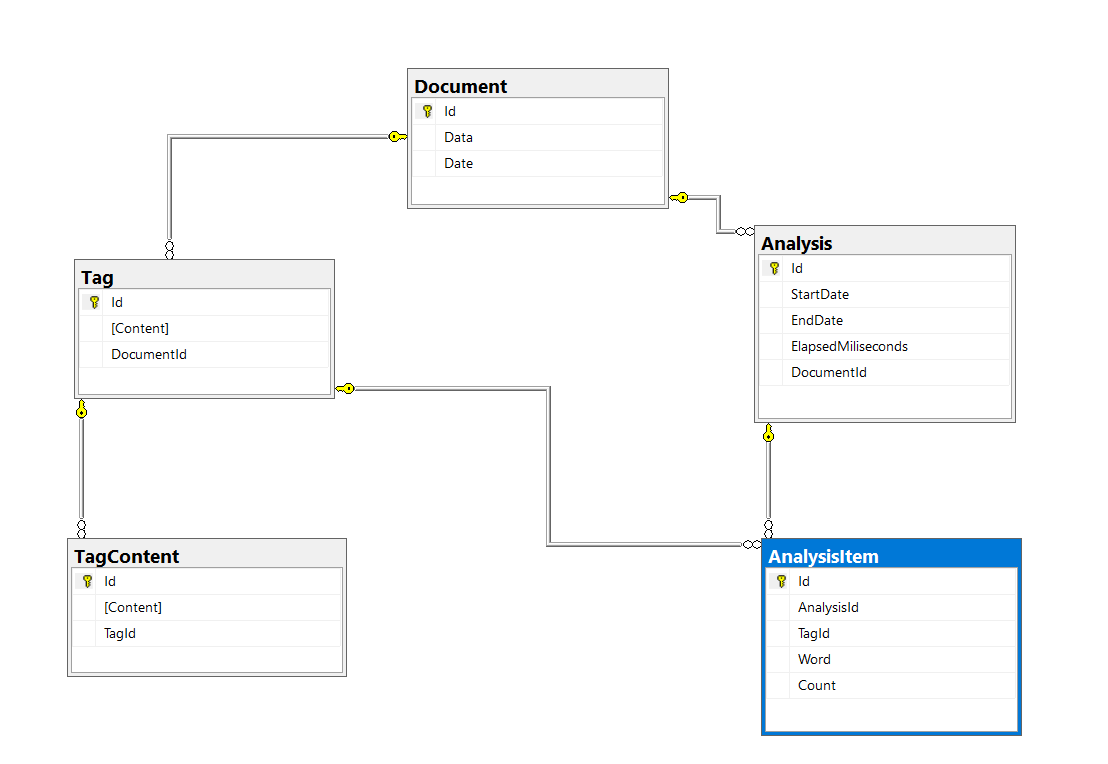 Document
Id
Data
Date
Analysis
Id
StartDate
EndDate
ElapsedMiliseconds
DocumentId
Tag
Id
[Content]
DocumentId
TagContent
Id
[Content]
TagId
AnalysisItem
Id
AnalysisId
TagId
Word
Count